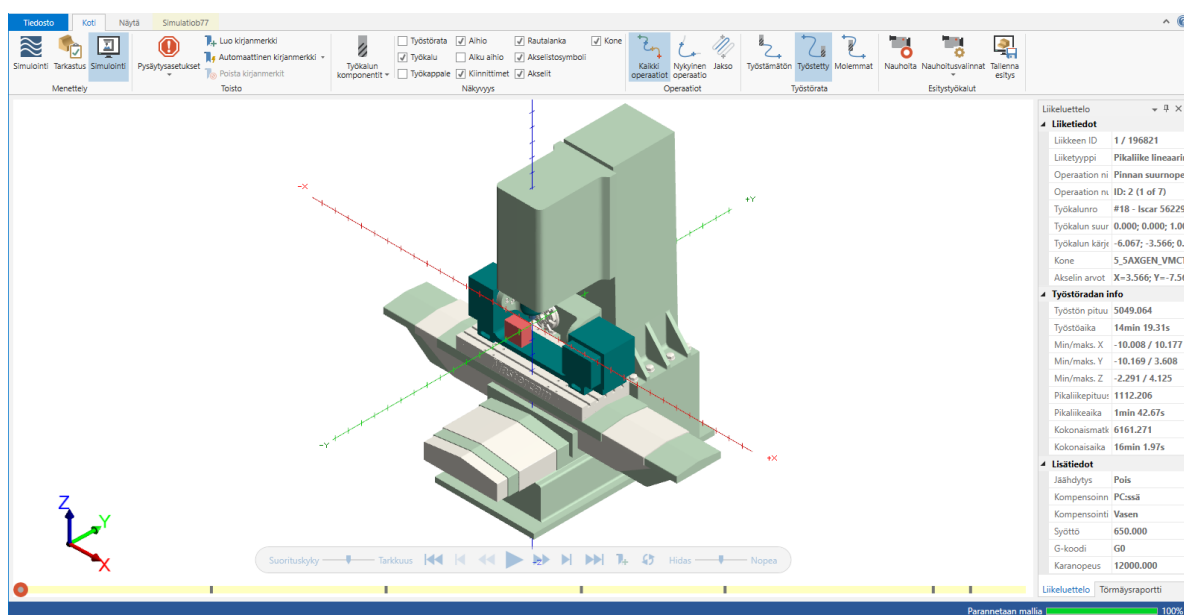 Tiedosto Koti Näytä Simulatiob77
Simulointi Tarkastus Simulointi
Menettely
Pysäytysasetukset
Luo kirjanmerkki
Automaattinen kirjanmerkki
Poista kirjanmerkit
Toisto
Työkalun komponentit
Työstörata Aihio Rautalanka Kone
Työkalu Alku aihio Akselistosymboli
Työkappale Kiinnittimet Akselit
Näkyvyys
Kaikki operaatiot Nykyinen operaatio Jakso
Operaatiot
Työstämätön Työstetty Molemmat
Työstörata
Nauhoita Nauhoitusvalinnat Tallenna esitys
Esitystyökalut
-X
+Y
-Y
+X
+Z
Z
Y
X
Suorituskyky Tarkkuus Hidas Nopea
Liikeluettelo
Liiketiedot
Liikkeen ID 1 / 196821
Liiketyyppi Pikaliike lineaarin
Operaation ni Pinnan suurnope
Operaation nu ID: 2 (1 of 7)
Työkalunro #18 - Iscar 56229
Työkalun suur 0.000; 0.000; 1.00
Työkalun kärje -6.067; -3.566; 0.
Kone 5_5AXGEN_VMCT
Akselin arvot X=3.566; Y=-7.56
Työstöradan info
Työstön pituu 5049.064
Työstöaika 14min 19.31s
Min/maks. X -10.008 / 10.177
Min/maks. Y -10.169 / 3.608
Min/maks. Z -2.291 / 4.125
Pikaliikepituus 1112.206
Pikaliikeaika 1min 42.67s
Kokonaismatk 6161.271
Kokonaisaika 16min 1.97s
Lisätiedot
Jäähdytys Pois
Kompensoinn PC:ssä
Kompensointi Vasen
Syöttö 650.000
G-koodi G0
Karanopeus 12000.000
Liikeluettelo Törmäysraportti
Parannetaan mallia 100%